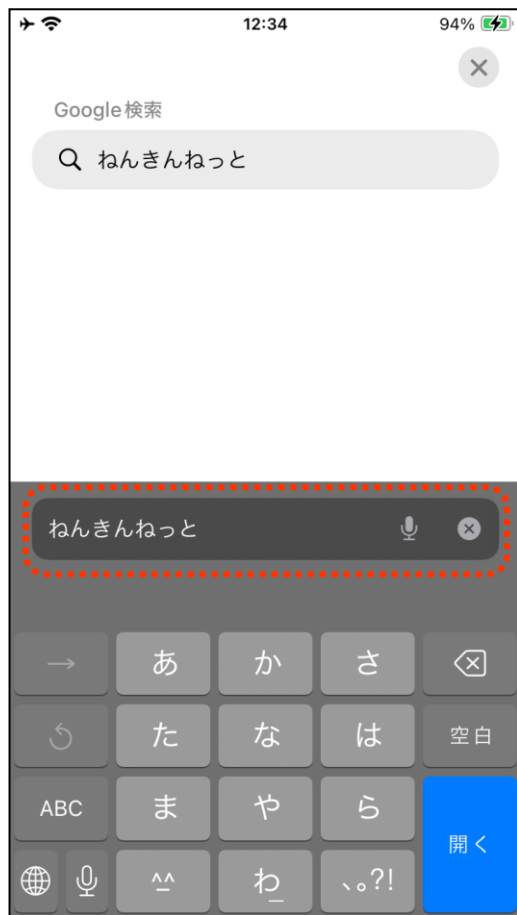 12:34
94%
Google検索
ねんきんねっと
ねんきんねっと
→ あ か さ
た な は 空白
ABC ま や ら
開く
^^ わ_ 、。?!